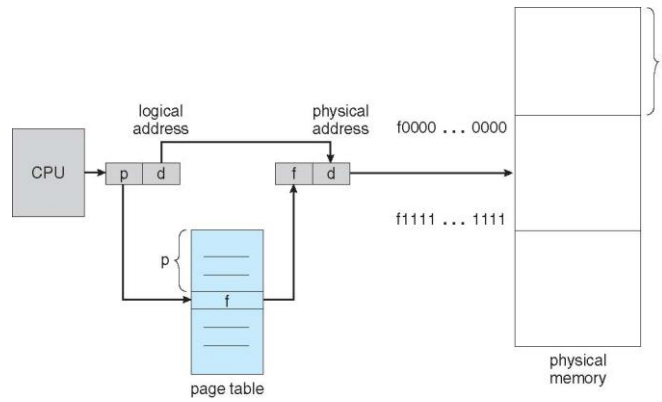 logical
address
physical
address
f0000 ... 0000
CPU
p
d
f
d
f1111 ... 1111
p
f
page table
physical
memory